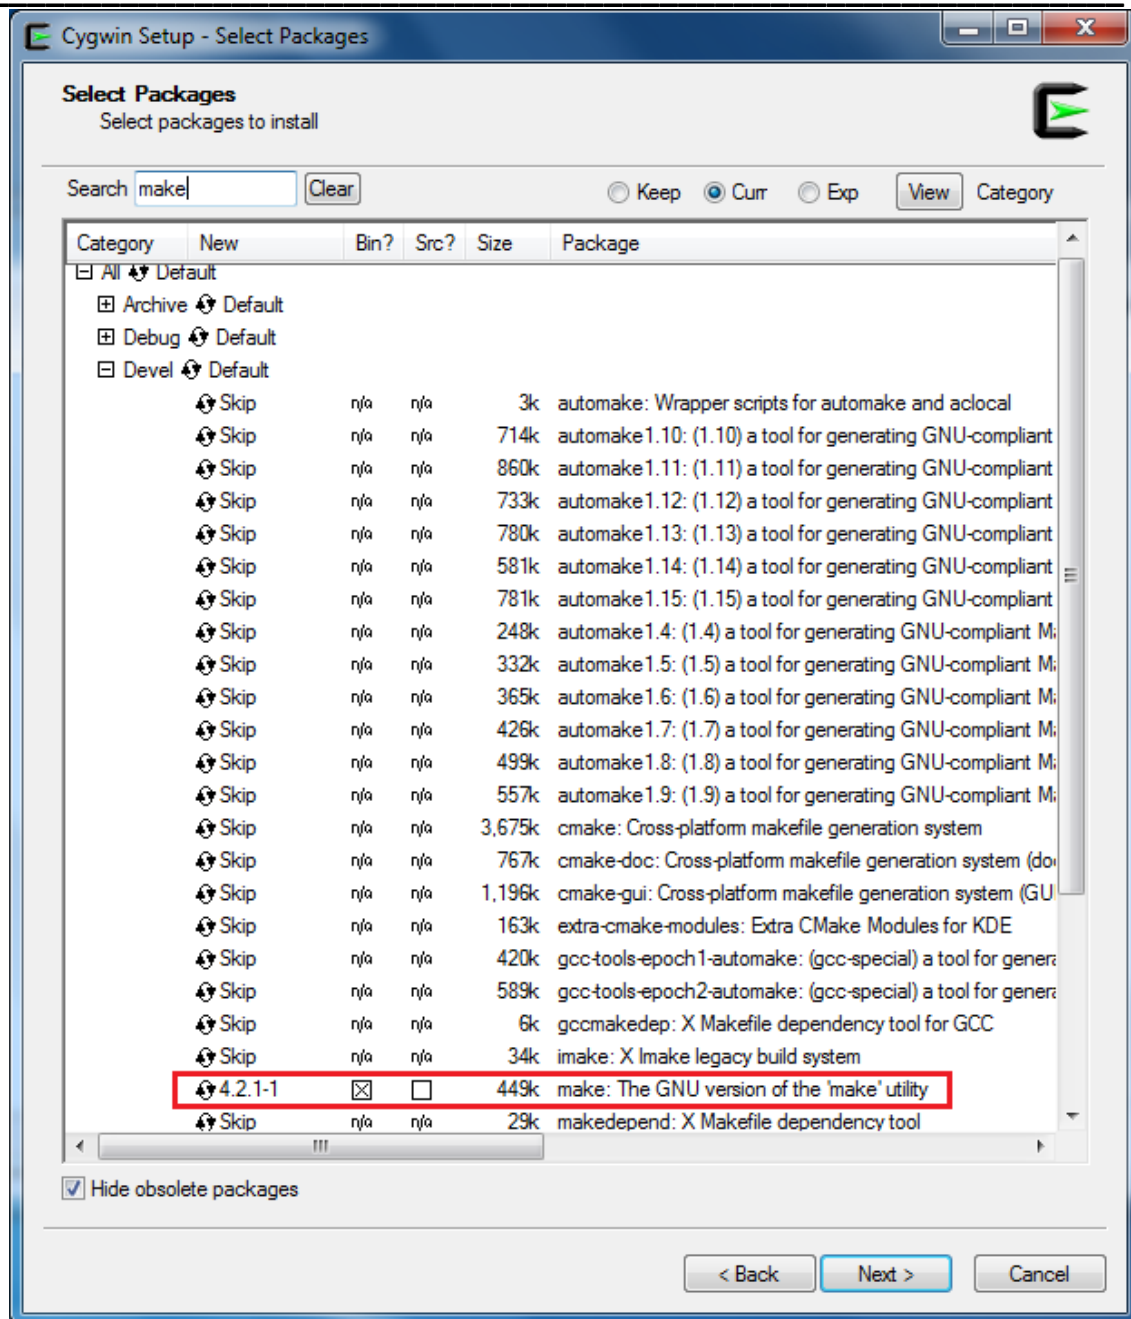 Cygwin Setup - Select Packages
Select Packages
Select packages to install
Search make Clear Keep Curr Exp View Category
Category New Bin? Src? Size Package
All Default
Archive Default
Debug Default
Devel Default
Skip n/a n/a 3k automake: Wrapper scripts for automake and aclocal
Skip n/a n/a 714k automake1.10: (1.10) a tool for generating GNU-compliant
Skip n/a n/a 860k automake1.11: (1.11) a tool for generating GNU-compliant
Skip n/a n/a 733k automake1.12: (1.12) a tool for generating GNU-compliant
Skip n/a n/a 780k automake1.13: (1.13) a tool for generating GNU-compliant
Skip n/a n/a 581k automake1.14: (1.14) a tool for generating GNU-compliant
Skip n/a n/a 781k automake1.15: (1.15) a tool for generating GNU-compliant
Skip n/a n/a 248k automake1.4: (1.4) a tool for generating GNU-compliant Ma
Skip n/a n/a 332k automake1.5: (1.5) a tool for generating GNU-compliant Ma
Skip n/a n/a 365k automake1.6: (1.6) a tool for generating GNU-compliant Ma
Skip n/a n/a 426k automake1.7: (1.7) a tool for generating GNU-compliant Ma
Skip n/a n/a 499k automake1.8: (1.8) a tool for generating GNU-compliant Ma
Skip n/a n/a 557k automake1.9: (1.9) a tool for generating GNU-compliant Ma
Skip n/a n/a 3,675k cmake: Cross-platform makefile generation system
Skip n/a n/a 767k cmake-doc: Cross-platform makefile generation system (do
Skip n/a n/a 1,196k cmake-gui: Cross-platform makefile generation system (GU
Skip n/a n/a 163k extra-cmake-modules: Extra CMake Modules for KDE
Skip n/a n/a 420k gcc-tools-epoch1-automake: (gcc-special) a tool for genera
Skip n/a n/a 589k gcc-tools-epoch2-automake: (gcc-special) a tool for genera
Skip n/a n/a 6k gccmakedep: X Makefile dependency tool for GCC
Skip n/a n/a 34k imake: X Imake legacy build system
4.2.1-1 449k make: The GNU version of the 'make' utility
Skip n/a n/a 29k makedepend: X Makefile dependency tool
Hide obsolete packages
< Back Next > Cancel